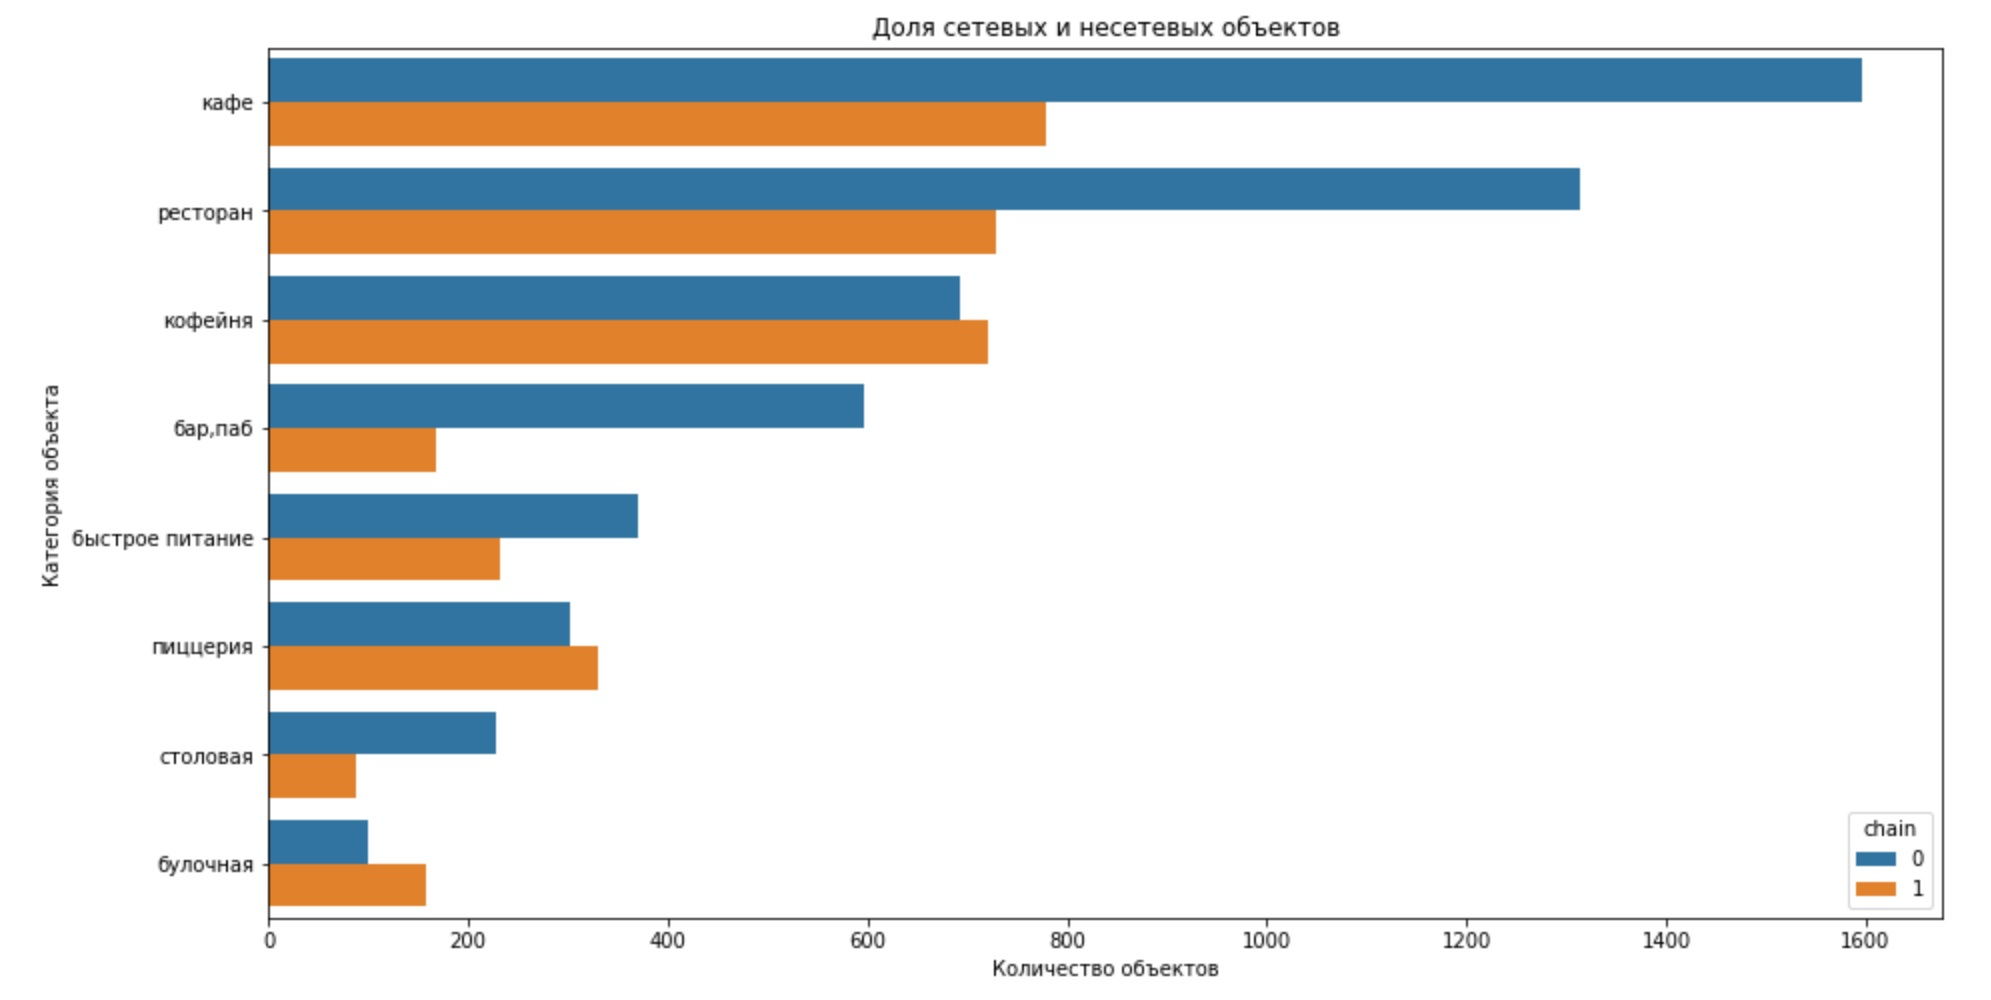 Доля сетевых и несетевых объектов
Категория объекта
кафе
ресторан
кофейня
бар,паб
быстрое питание
пиццерия
столовая
булочная
chain
0
1
0 200 400 600 800 1000 1200 1400 1600
Количество объектов